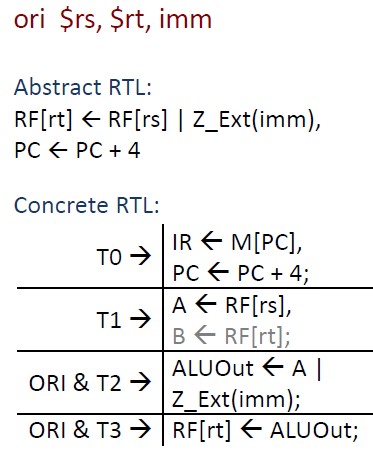 ori $rs, $rt, imm
Abstract RTL:
RF[rt] ← RF[rs] | Z_Ext(imm),
PC ← PC + 4
Concrete RTL:
T0 → IR ← M[PC],
PC ← PC + 4;
T1 → A ← RF[rs],
B ← RF[rt];
ORI & T2 → ALUOut ← A |
Z_Ext(imm);
ORI & T3 → RF[rt] ← ALUOut;